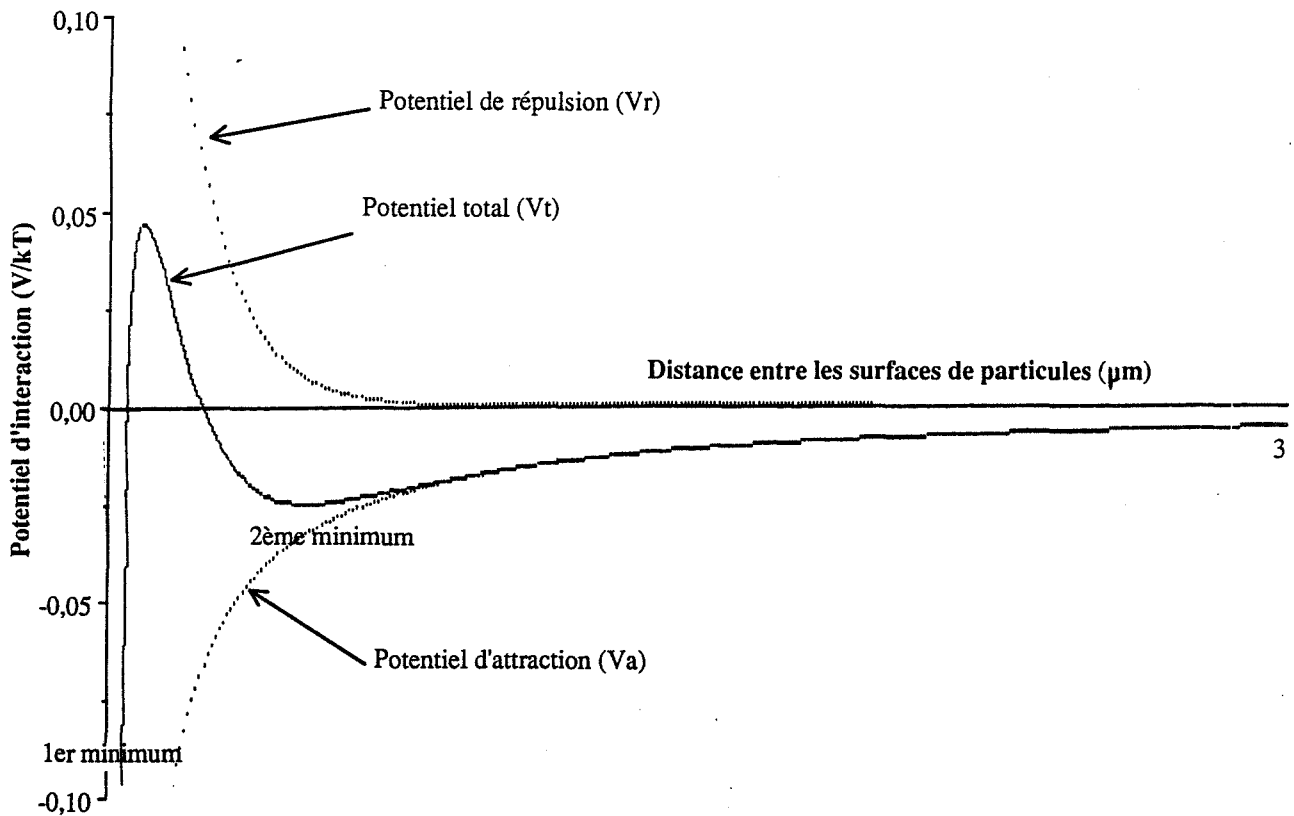 0,10
Potentiel de répulsion (Vr)
0,05
Potentiel total (Vt)
Potentiel d'interaction (V/kT)
Distance entre les surfaces de particules (µm)
0,00
3
2ème minimum
-0,05
Potentiel d'attraction (Va)
1er minimum
-0,10